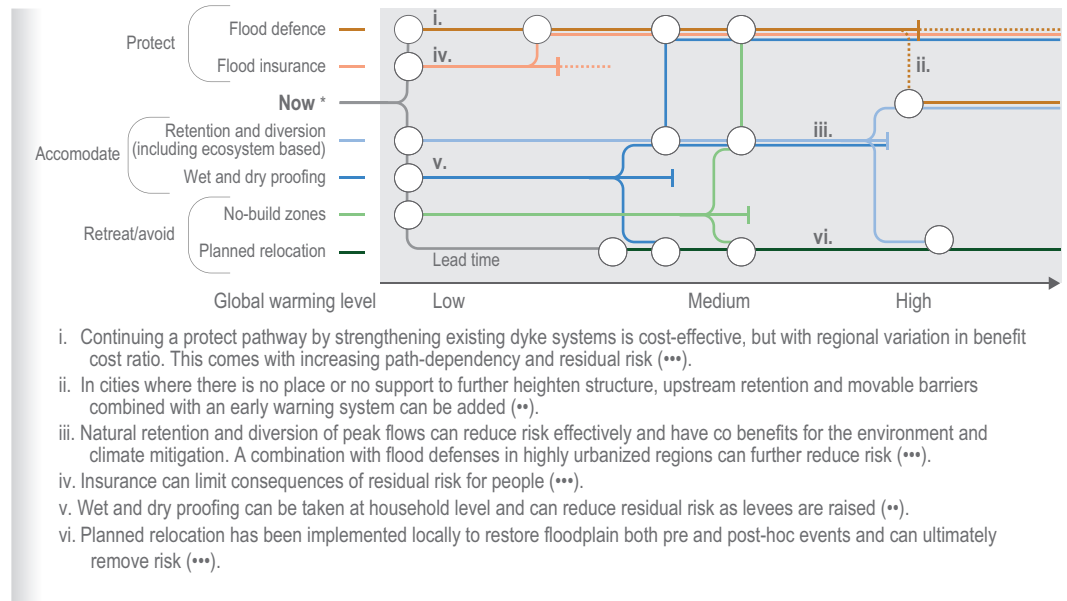 Protect
Flood defence
i.
Flood insurance
iv.
ii.
Now *
Accomodate
Retention and diversion
(including ecosystem based)
iii.
Wet and dry proofing
v.
Retreat/avoid
No-build zones
Planned relocation
vi.
Lead time
Global warming level Low Medium High
i. Continuing a protect pathway by strengthening existing dyke systems is cost-effective, but with regional variation in benefit
cost ratio. This comes with increasing path-dependency and residual risk (•••).
ii. In cities where there is no place or no support to further heighten structure, upstream retention and movable barriers
combined with an early warning system can be added (••).
iii. Natural retention and diversion of peak flows can reduce risk effectively and have co benefits for the environment and
climate mitigation. A combination with flood defenses in highly urbanized regions can further reduce risk (•••).
iv. Insurance can limit consequences of residual risk for people (•••).
v. Wet and dry proofing can be taken at household level and can reduce residual risk as levees are raised (••).
vi. Planned relocation has been implemented locally to restore floodplain both pre and post-hoc events and can ultimately
remove risk (•••).